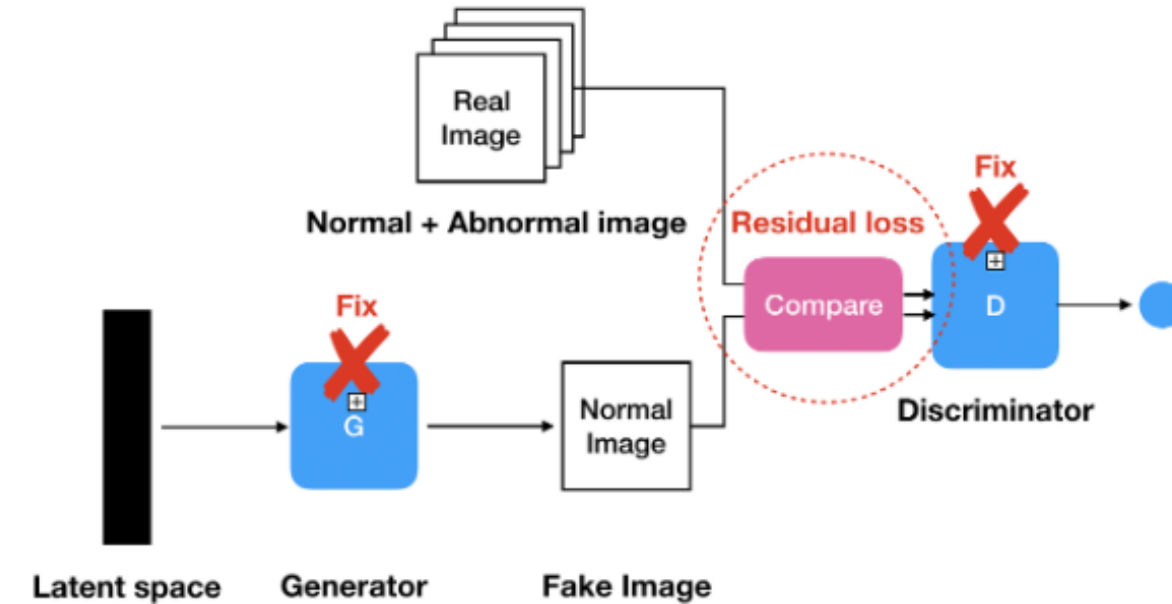 Real
Image
Normal + Abnormal image
Fix
Residual loss
Compare
D
Discriminator
Fix
G
Normal
Image
Latent space
Generator
Fake Image